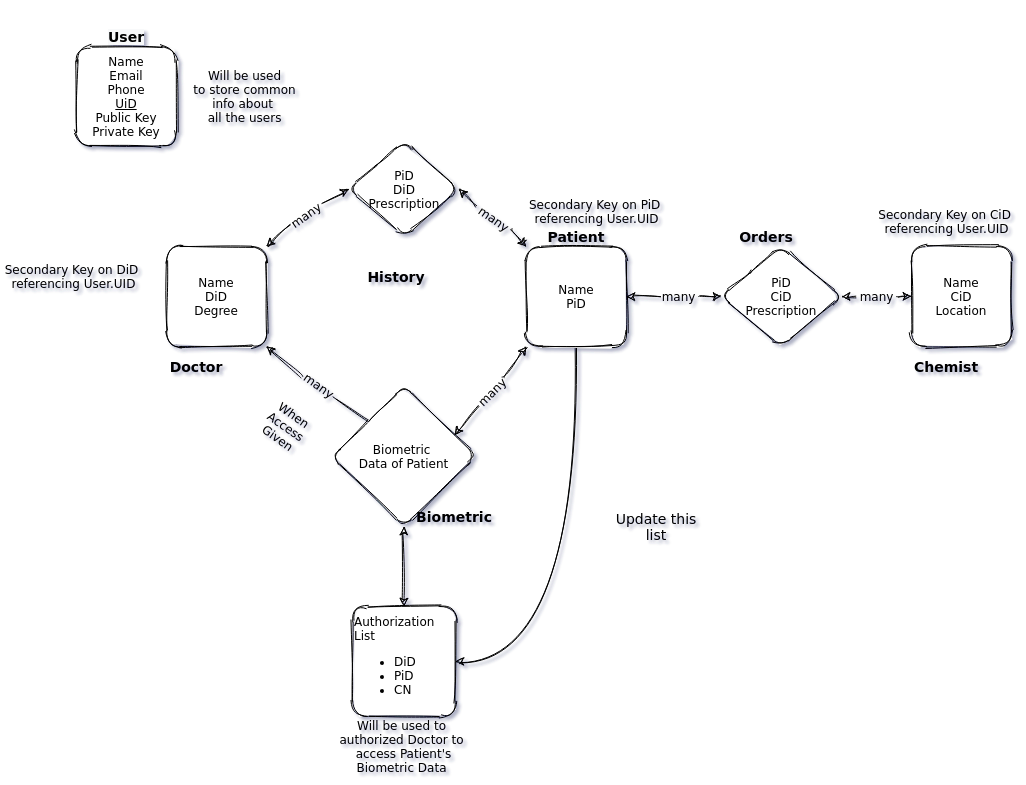 User
Name
Email
Phone
UiD
Public Key
Private Key
Will be used
to store common
info about
all the users
PiD
DiD
Prescription
many
many
Secondary Key on PiD
referencing User.UID
Patient
Name
PiD
Secondary Key on DiD
referencing User.UID
Name
DiD
Degree
Doctor
History
many
Orders
PiD
CiD
Prescription
many
Secondary Key on CiD
referencing User.UID
Name
CiD
Location
Chemist
many
When
Access
Given
many
Biometric
Data of Patient
Biometric
Update this
list
Authorization
List
• DiD
• PiD
• CN
Will be used to
authorized Doctor to
access Patient's
Biometric Data